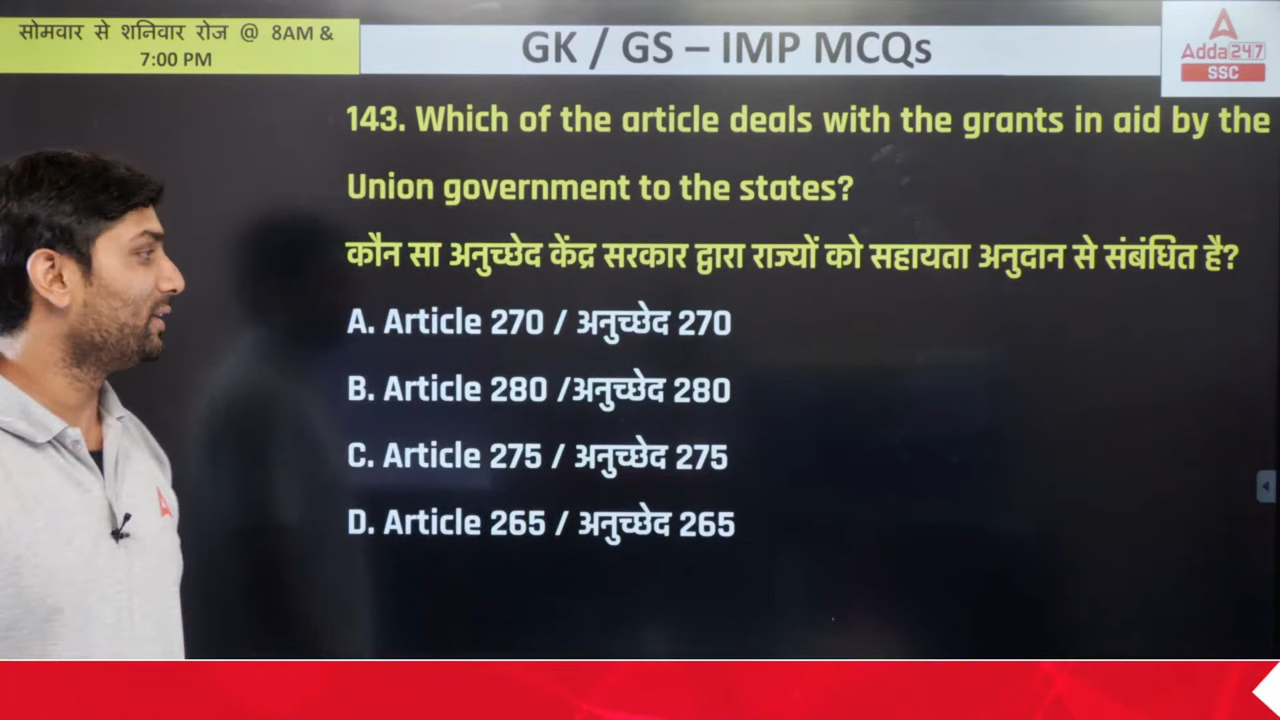 सोमवार से शनिवार रोज @ 8AM &
7:00 PM
GK / GS – IMP MCQs
Adda247
SSC
143. Which of the article deals with the grants in aid by the
Union government to the states?
कौन सा अनुच्छेद केंद्र सरकार द्वारा राज्यों को सहायता अनुदान से संबंधित है?
A. Article 270 / अनुच्छेद 270
B. Article 280 /अनुच्छेद 280
C. Article 275 / अनुच्छेद 275
D. Article 265 / अनुच्छेद 265